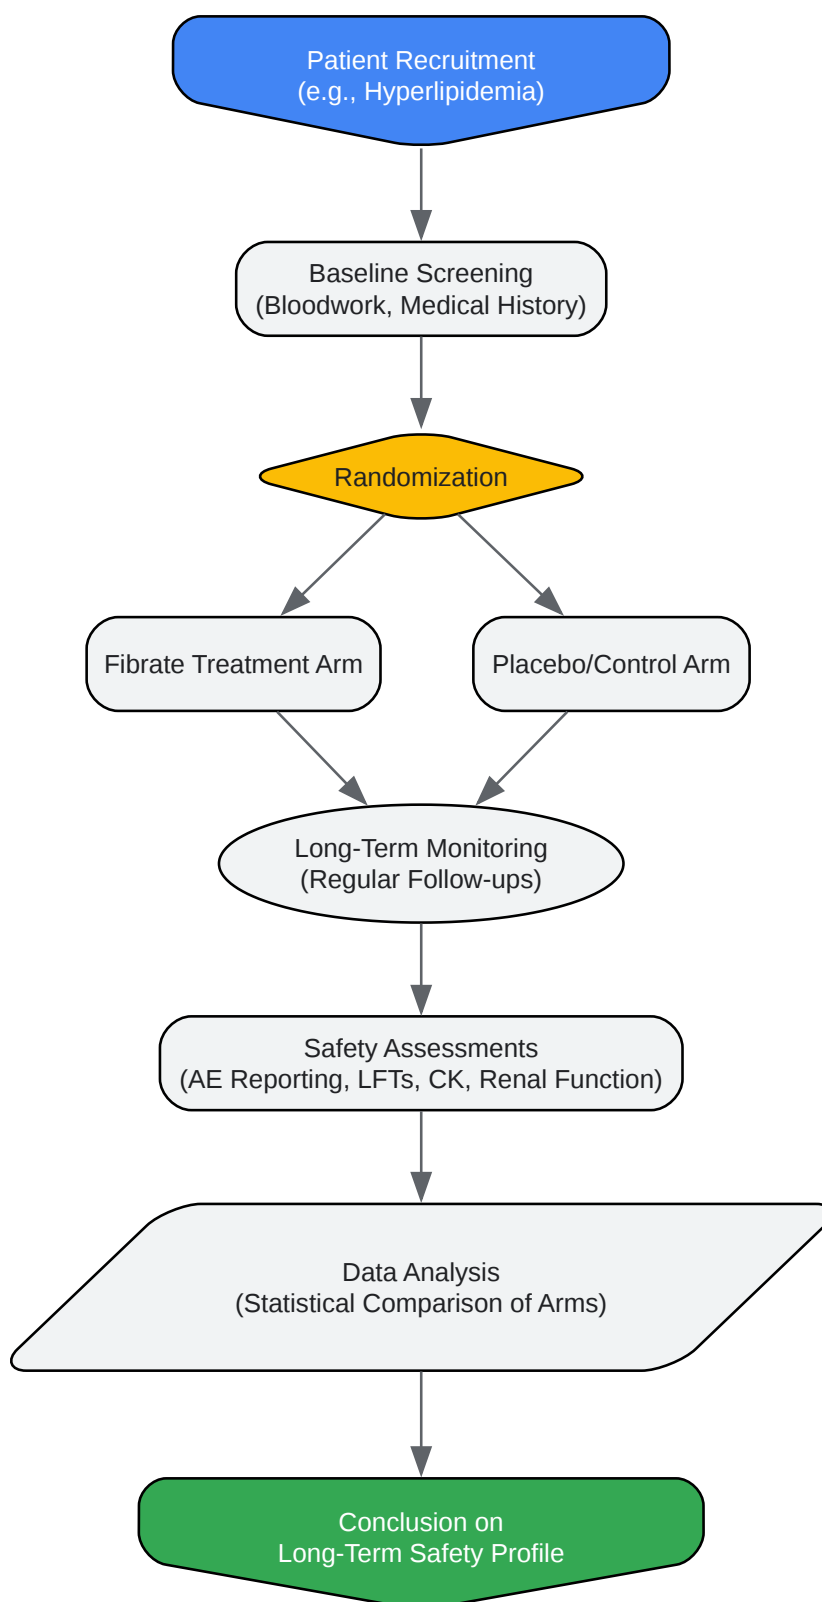 Patient Recruitment
(e.g., Hyperlipidemia)
Baseline Screening
(Bloodwork, Medical History)
Randomization
Fibrate Treatment Arm
Placebo/Control Arm
Long-Term Monitoring
(Regular Follow-ups)
Safety Assessments
(AE Reporting, LFTs, CK, Renal Function)
Data Analysis
(Statistical Comparison of Arms)
Conclusion on
Long-Term Safety Profile